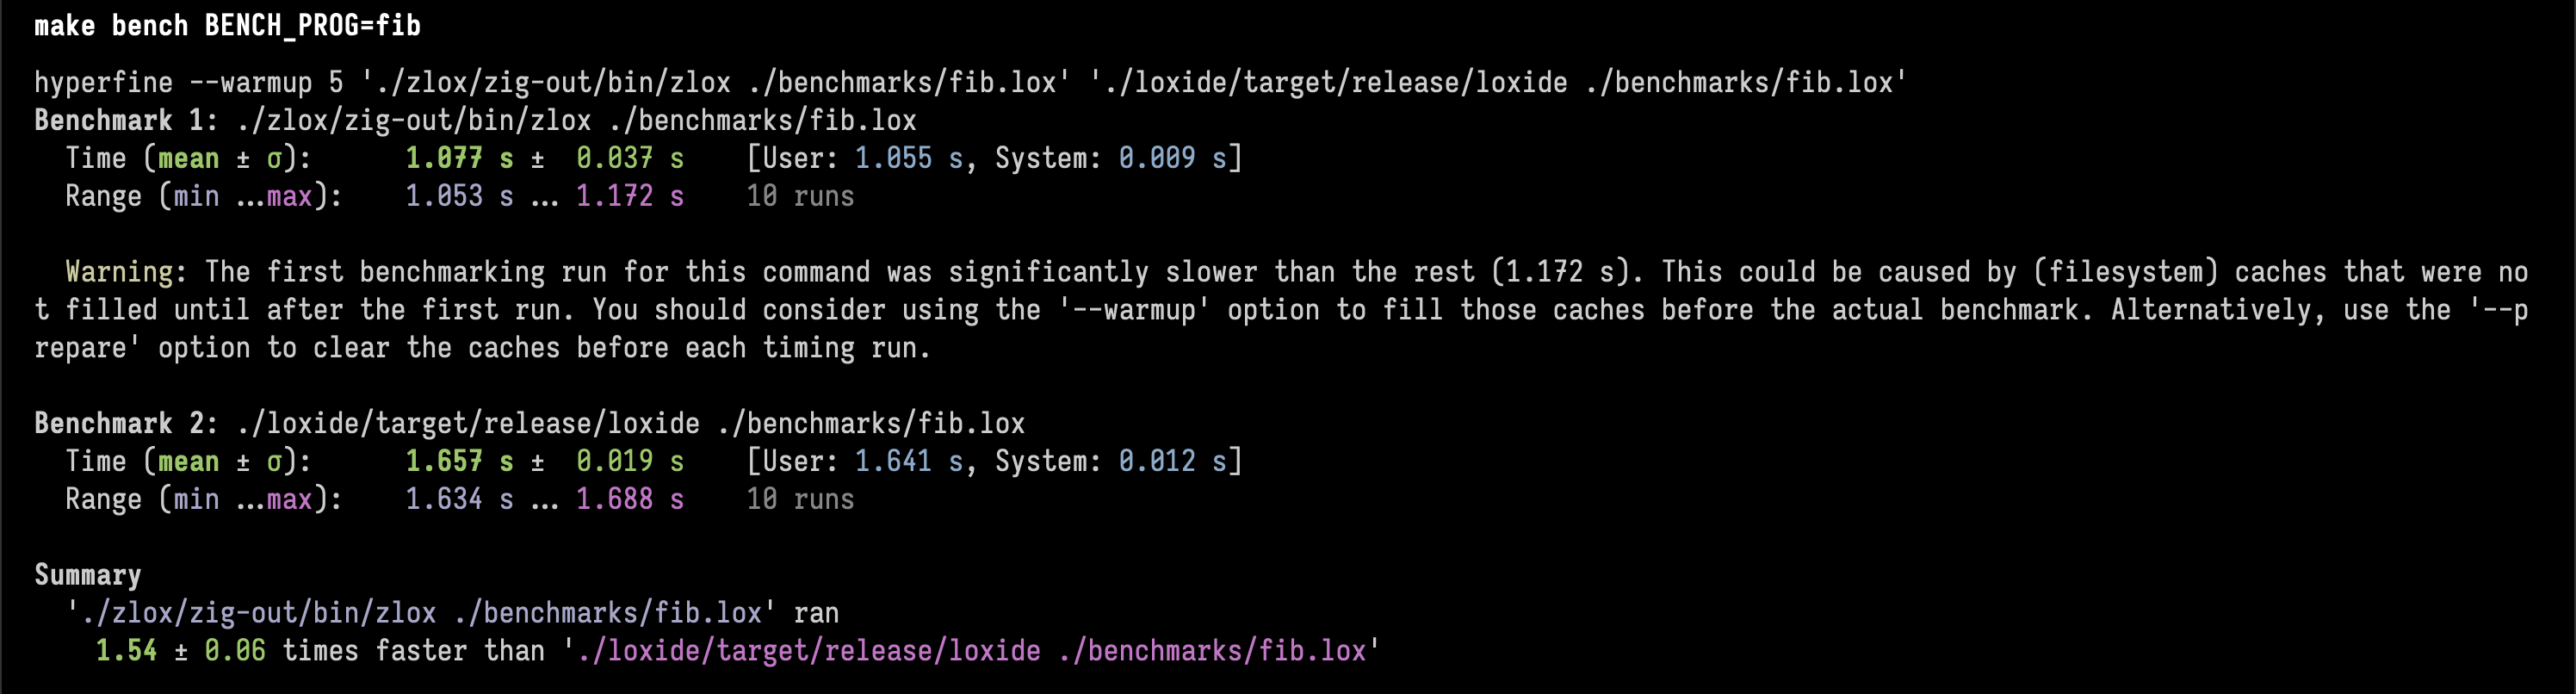 make bench BENCH_PROG=fib
hyperfine --warmup 5 './zlox/zig-out/bin/zlox ./benchmarks/fib.lox' './loxide/target/release/loxide ./benchmarks/fib.lox'
Benchmark 1: ./zlox/zig-out/bin/zlox ./benchmarks/fib.lox
  Time (mean ± σ):      1.077 s ±  0.037 s    [User: 1.055 s, System: 0.009 s]
  Range (min …max):    1.053 s … 1.172 s    10 runs
  Warning: The first benchmarking run for this command was significantly slower than the rest (1.172 s). This could be caused by (filesystem) caches that were no
t filled until after the first run. You should consider using the '--warmup' option to fill those caches before the actual benchmark. Alternatively, use the '--p
repare' option to clear the caches before each timing run.
Benchmark 2: ./loxide/target/release/loxide ./benchmarks/fib.lox
  Time (mean ± σ):      1.657 s ±  0.019 s    [User: 1.641 s, System: 0.012 s]
  Range (min …max):    1.634 s … 1.688 s    10 runs
Summary
  './zlox/zig-out/bin/zlox ./benchmarks/fib.lox' ran
    1.54 ± 0.06 times faster than './loxide/target/release/loxide ./benchmarks/fib.lox'